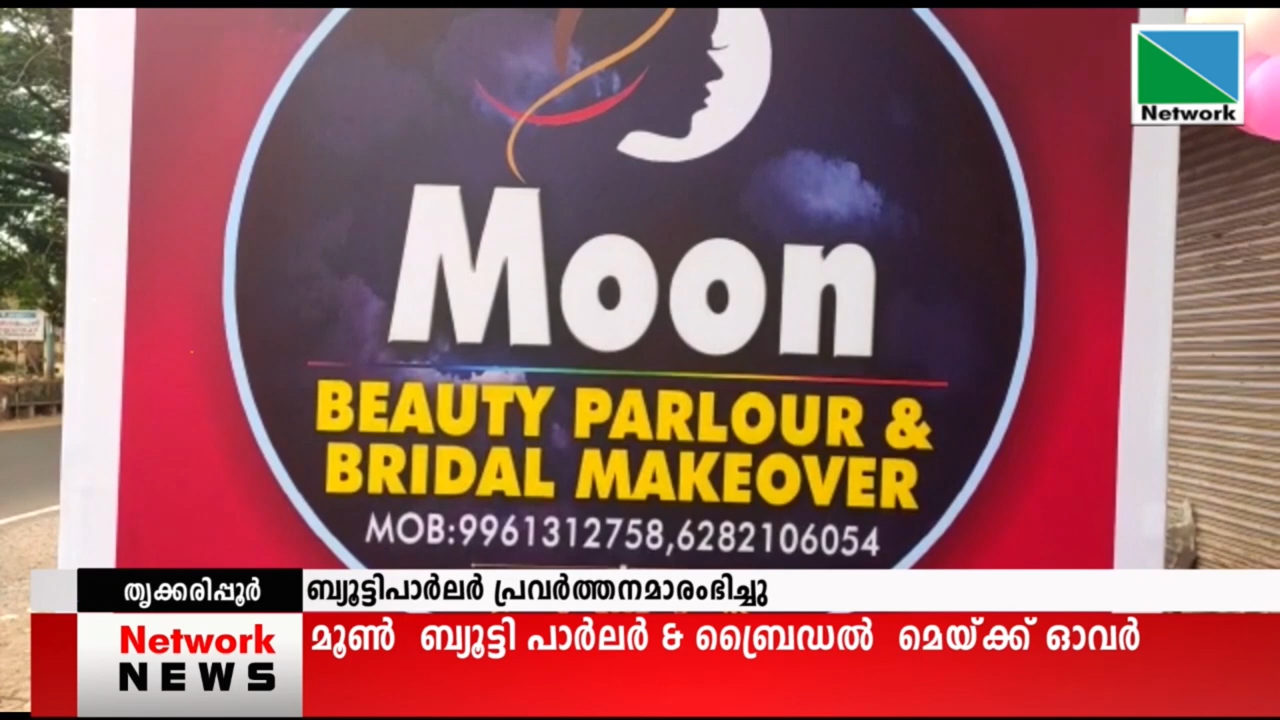 Network
Moon
BEAUTY PARLOUR &
BRIDAL MAKEOVER
MOB:9961312758,6282106054
തൃക്കരിപ്പൂർ
ബ്യൂട്ടിപാർലർ പ്രവർത്തനമാരംഭിച്ചു
Network
NEWS
മൂൺ ബ്യൂട്ടി പാർലർ & ബ്രൈഡൽ മെയ്ക്ക് ഓവർ